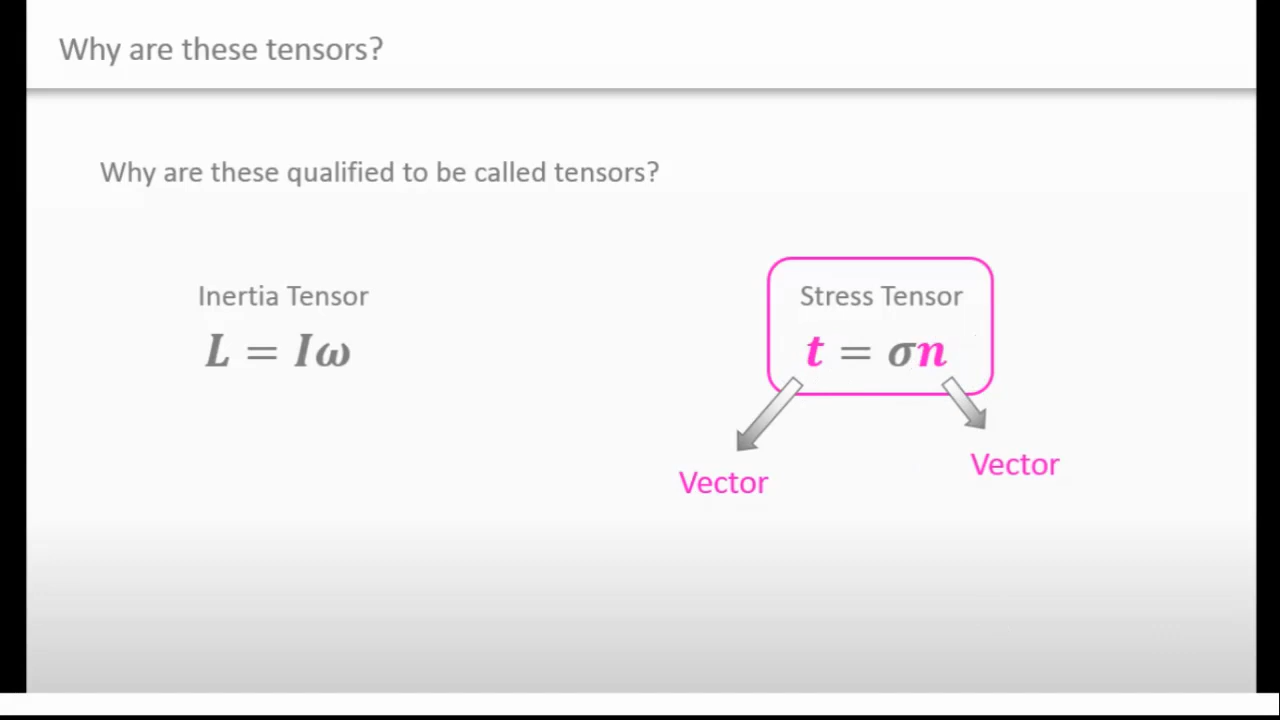 Why are these tensors?
Why are these qualified to be called tensors?
Inertia Tensor
L = Iω
Stress Tensor
t = σn
Vector
Vector